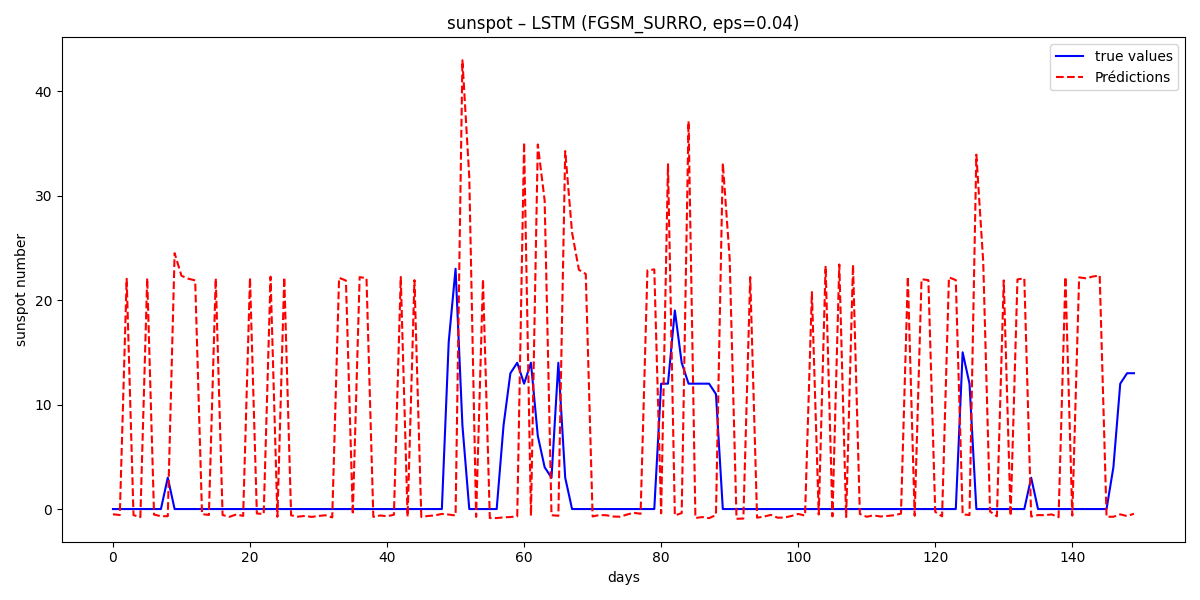 sunspot – LSTM (FGSM_SURRO, eps=0.04)
true values
Prédictions
sunspot number
40
30
20
10
0
0 20 40 60 80 100 120 140
days